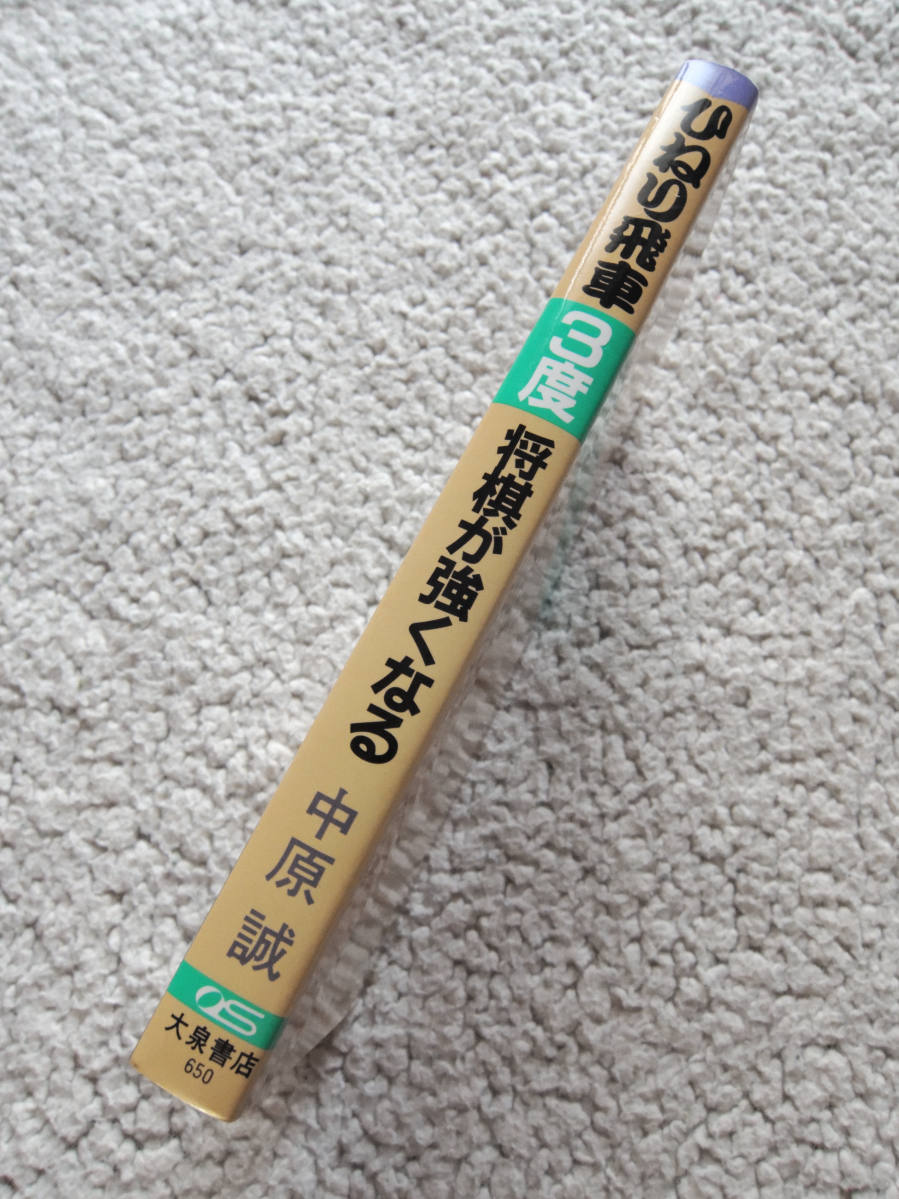 ひねり飛車
3度
将棋が強くなる
中原 誠
OS
大泉書店
650